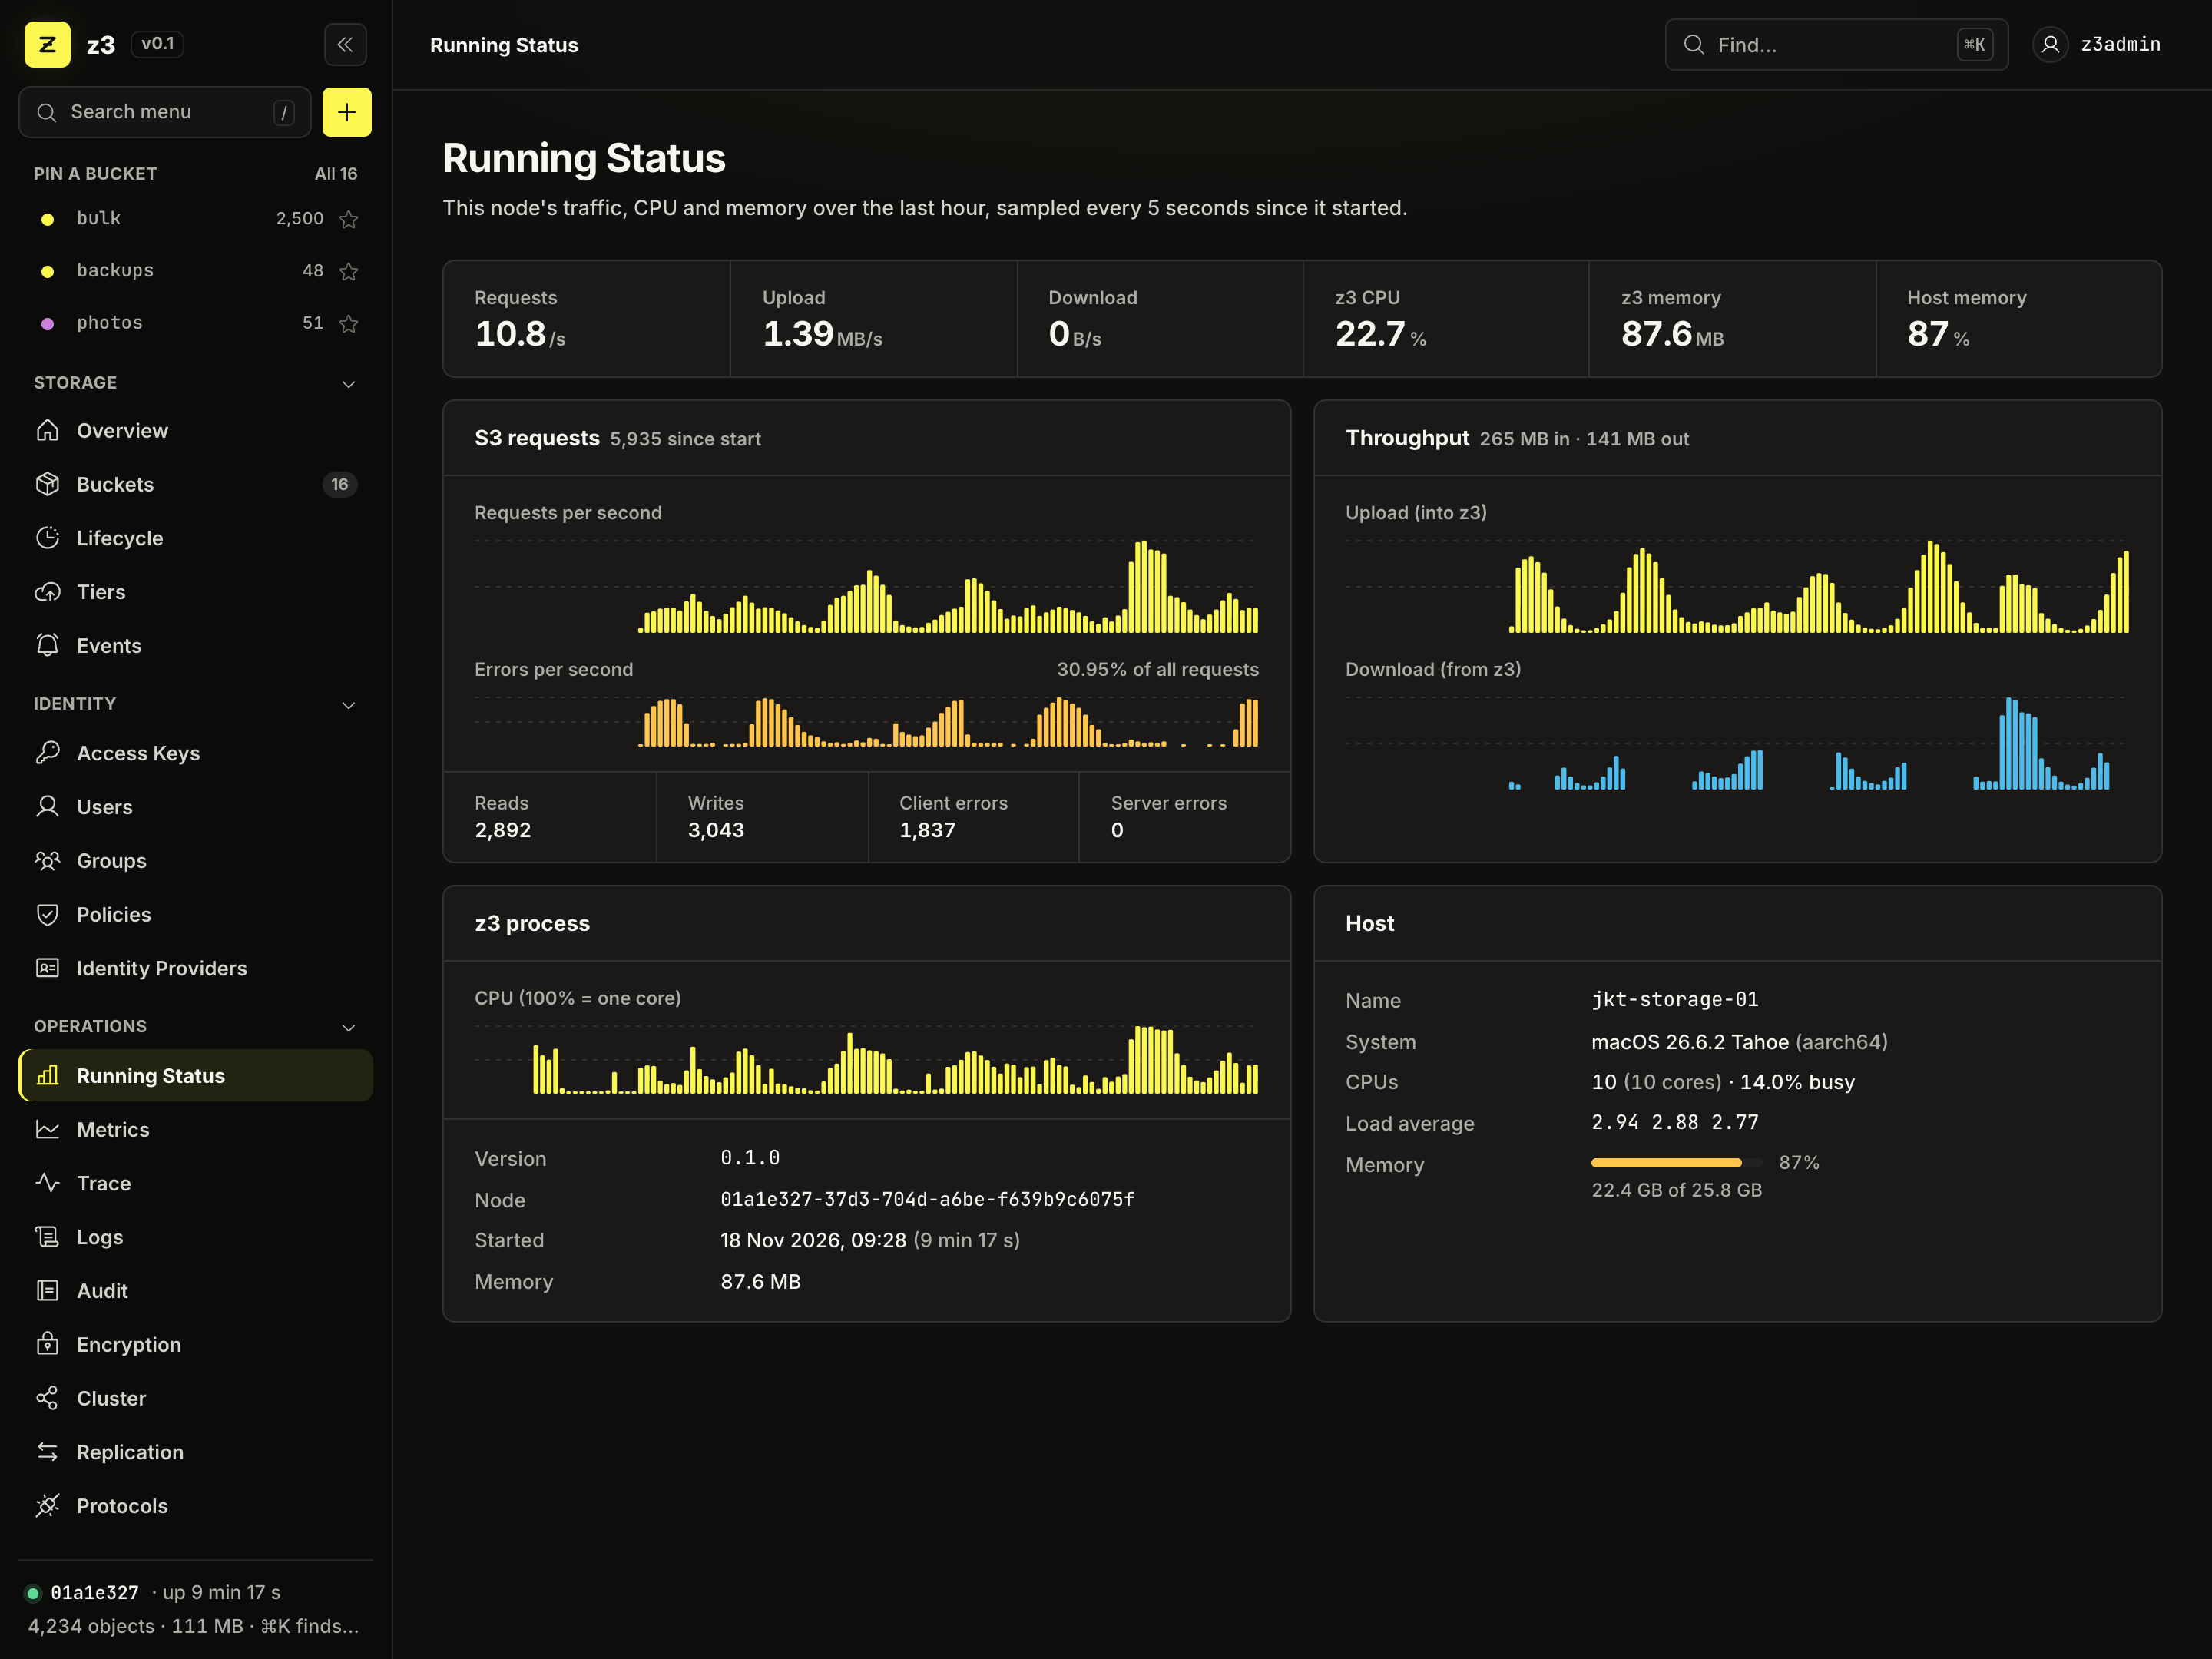 z3 v0.1
Search menu /
PIN A BUCKET All 16
bulk 2,500
backups 48
photos 51
STORAGE
Overview
Buckets 16
Lifecycle
Tiers
Events
IDENTITY
Access Keys
Users
Groups
Policies
Identity Providers
OPERATIONS
Running Status
Metrics
Trace
Logs
Audit
Encryption
Cluster
Replication
Protocols
01a1e327 · up 9 min 17 s
4,234 objects · 111 MB · ⌘K finds…
Running Status
Find… ⌘K
z3admin
Running Status
This node's traffic, CPU and memory over the last hour, sampled every 5 seconds since it started.
Requests
10.8 /s
Upload
1.39 MB/s
Download
0 B/s
z3 CPU
22.7 %
z3 memory
87.6 MB
Host memory
87 %
S3 requests 5,935 since start
Requests per second
Errors per second 30.95% of all requests
Reads
2,892
Writes
3,043
Client errors
1,837
Server errors
0
Throughput 265 MB in · 141 MB out
Upload (into z3)
Download (from z3)
z3 process
CPU (100% = one core)
Version 0.1.0
Node 01a1e327-37d3-704d-a6be-f639b9c6075f
Started 18 Nov 2026, 09:28 (9 min 17 s)
Memory 87.6 MB
Host
Name jkt-storage-01
System macOS 26.6.2 Tahoe (aarch64)
CPUs 10 (10 cores) · 14.0% busy
Load average 2.94 2.88 2.77
Memory 87%
22.4 GB of 25.8 GB